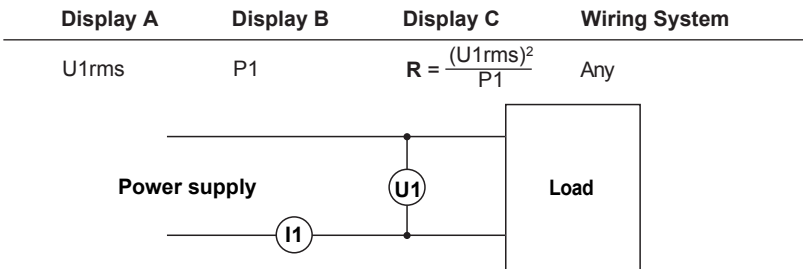 Display A Display B Display C Wiring System
U1rms P1 R = (U1rms)² / P1 Any
Power supply U1 Load
I1